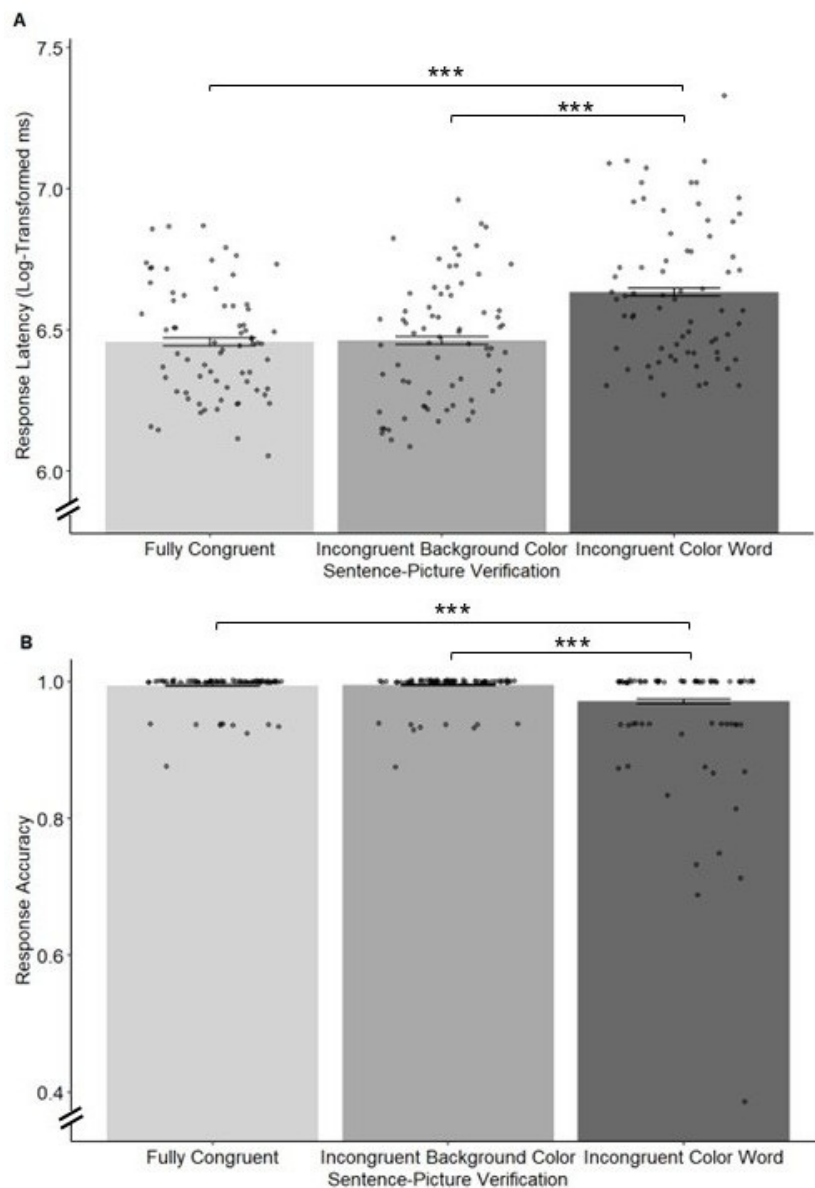 A
7.5
***
***
7.0
6.5
6.0
Response Latency (Log-Transformed ms)
Fully Congruent
Incongruent Background Color
Incongruent Color Word
Sentence-Picture Verification
B
***
***
1.0
0.8
0.6
0.4
Response Accuracy
Fully Congruent
Incongruent Background Color
Incongruent Color Word
Sentence-Picture Verification